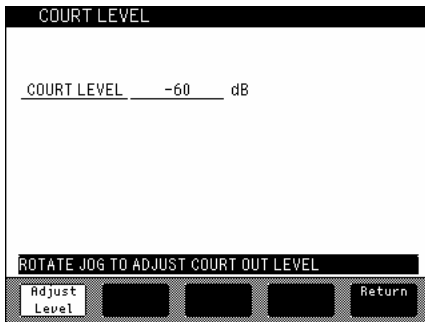 COURT LEVEL
COURT LEVEL -60 dB
ROTATE JOG TO ADJUST COURT OUT LEVEL
Adjust Return
Level